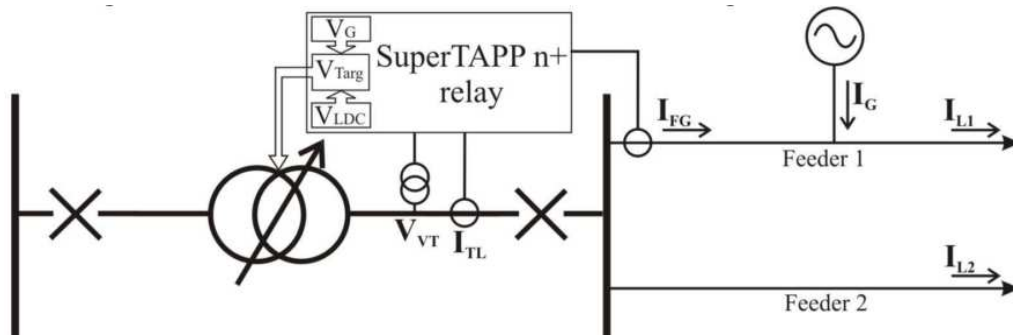 V_G
V_Targ
V_LDC
SuperTAPP n+
relay
V_VT
I_TL
I_FG
I_G
I_L1
Feeder 1
I_L2
Feeder 2